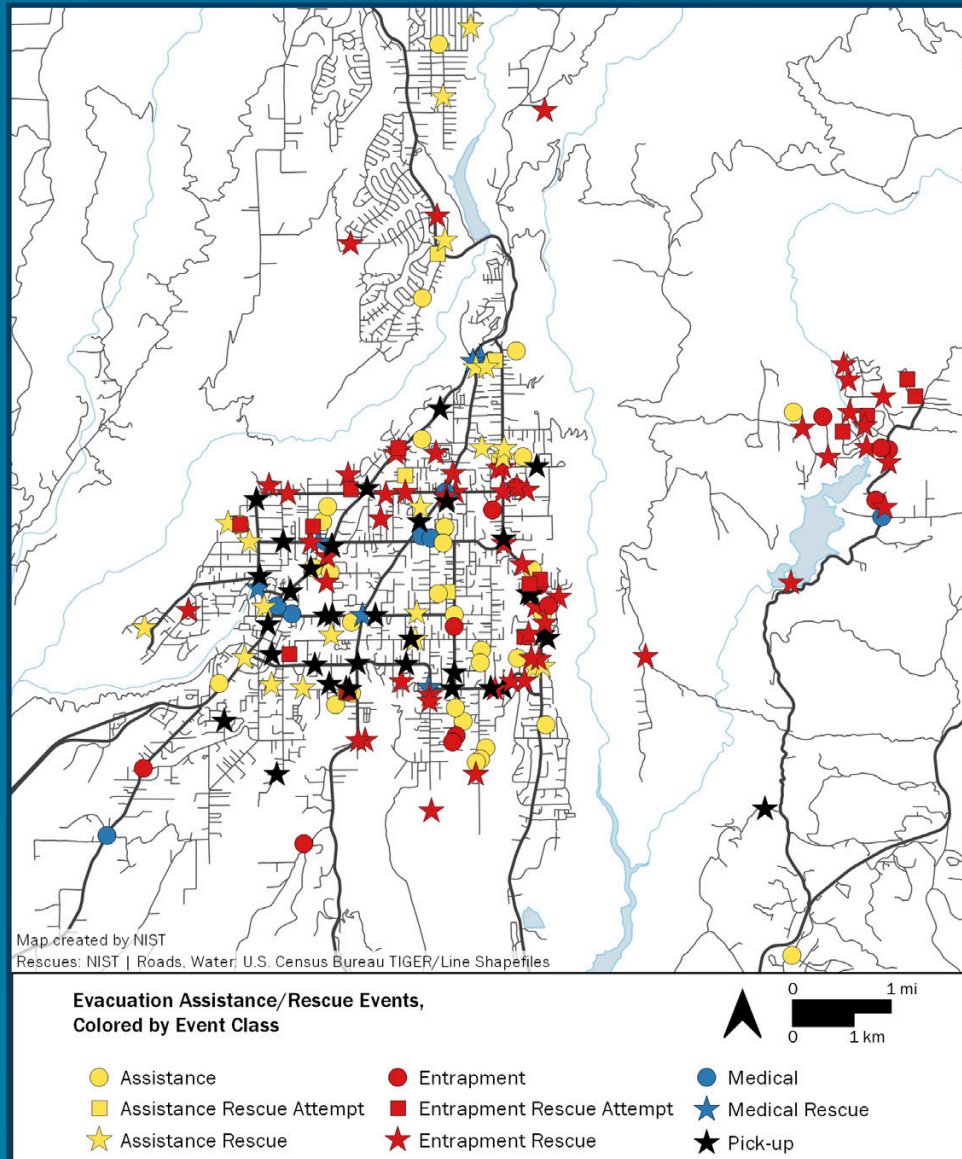 Map created by NIST
Rescues: NIST | Roads, Water: U.S. Census Bureau TIGER/Line Shapefiles
Evacuation Assistance/Rescue Events,
Colored by Event Class
0 1 mi
0 1 km
Assistance Entrapment Medical
Assistance Rescue Attempt Entrapment Rescue Attempt Medical Rescue
Assistance Rescue Entrapment Rescue Pick-up